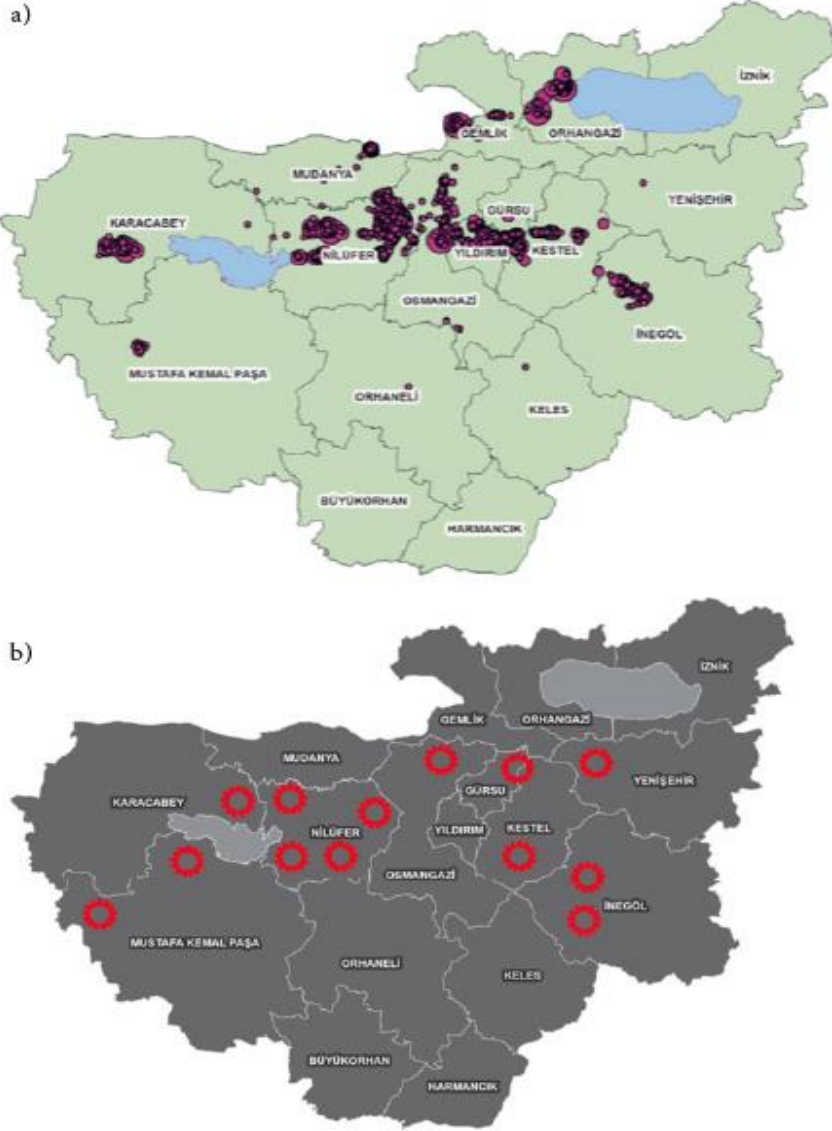 a)
İZNİK
GEMLİK
ORHANGAZİ
MUDANYA
YENİŞEHİR
GÜRSU
KARACABEY
NİLÜFER
YILDIRIM
KESTEL
OSMANGAZİ
İNEGÖL
MUSTAFA KEMAL PAŞA
ORHANELİ
KELES
BÜYÜKORHAN
HARMANCIK
b)
İZNİK
GEMLİK
ORHANGAZİ
MUDANYA
YENİŞEHİR
GÜRSU
KARACABEY
NİLÜFER
YILDIRIM
KESTEL
OSMANGAZİ
İNEGÖL
MUSTAFA KEMAL PAŞA
ORHANELİ
KELES
BÜYÜKORHAN
HARMANCIK